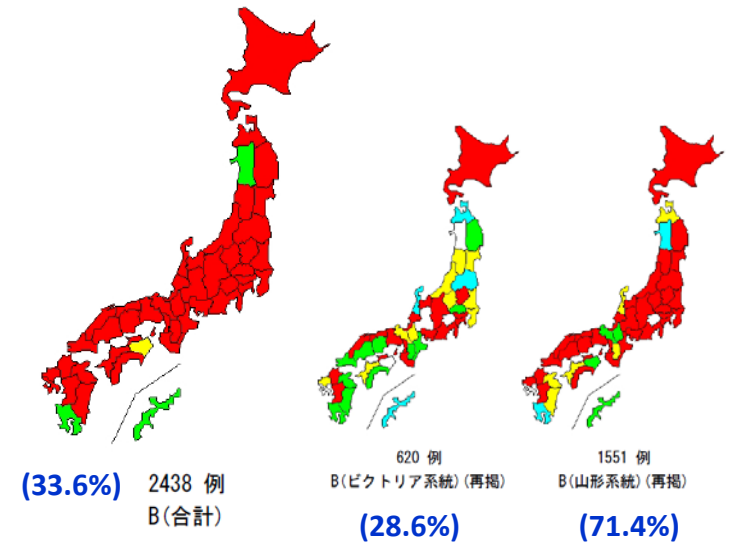 (33.6%) 2438 例
B(合計)
620 例
B(ビクトリア系統)(再掲)
(28.6%)
1551 例
B(山形系統)(再掲)
(71.4%)